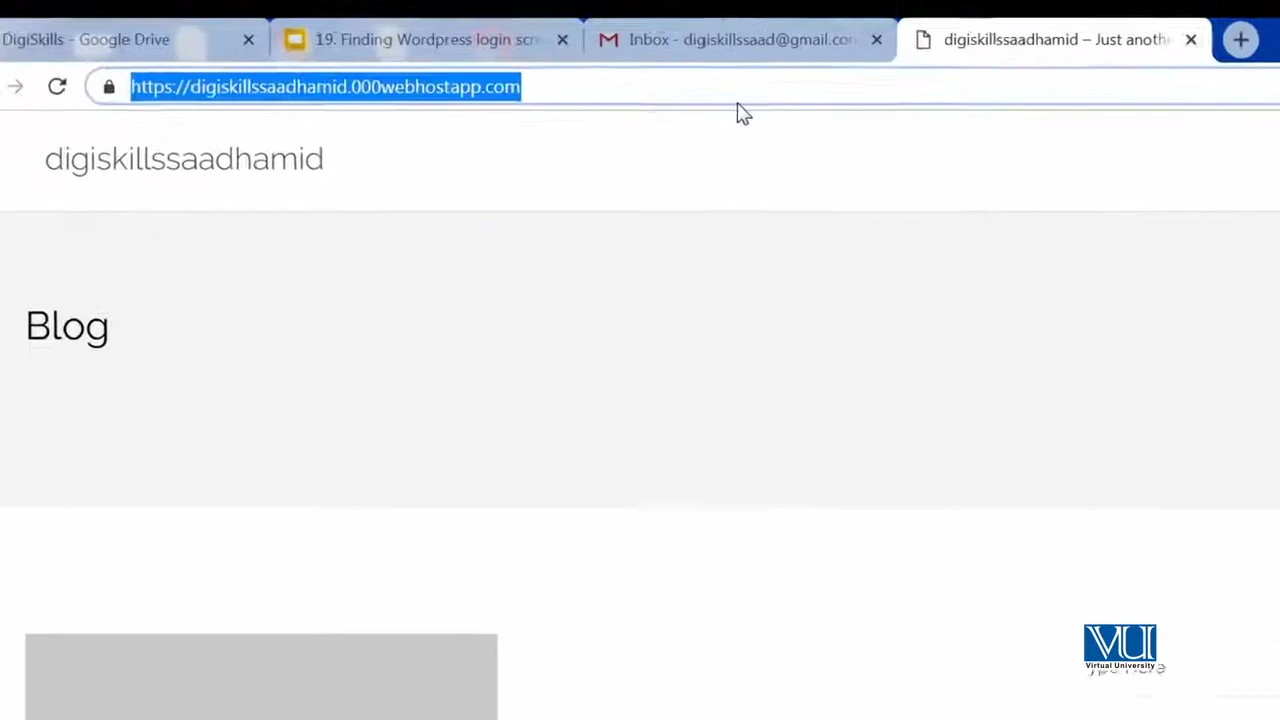 DigiSkills - Google Drive
19. Finding Wordpress login scr
Inbox - digiskillssaad@gmail.co
digiskillssaadhamid – Just anoth
https://digiskillssaadhamid.000webhostapp.com
digiskillssaadhamid
Blog
VU
Virtual University